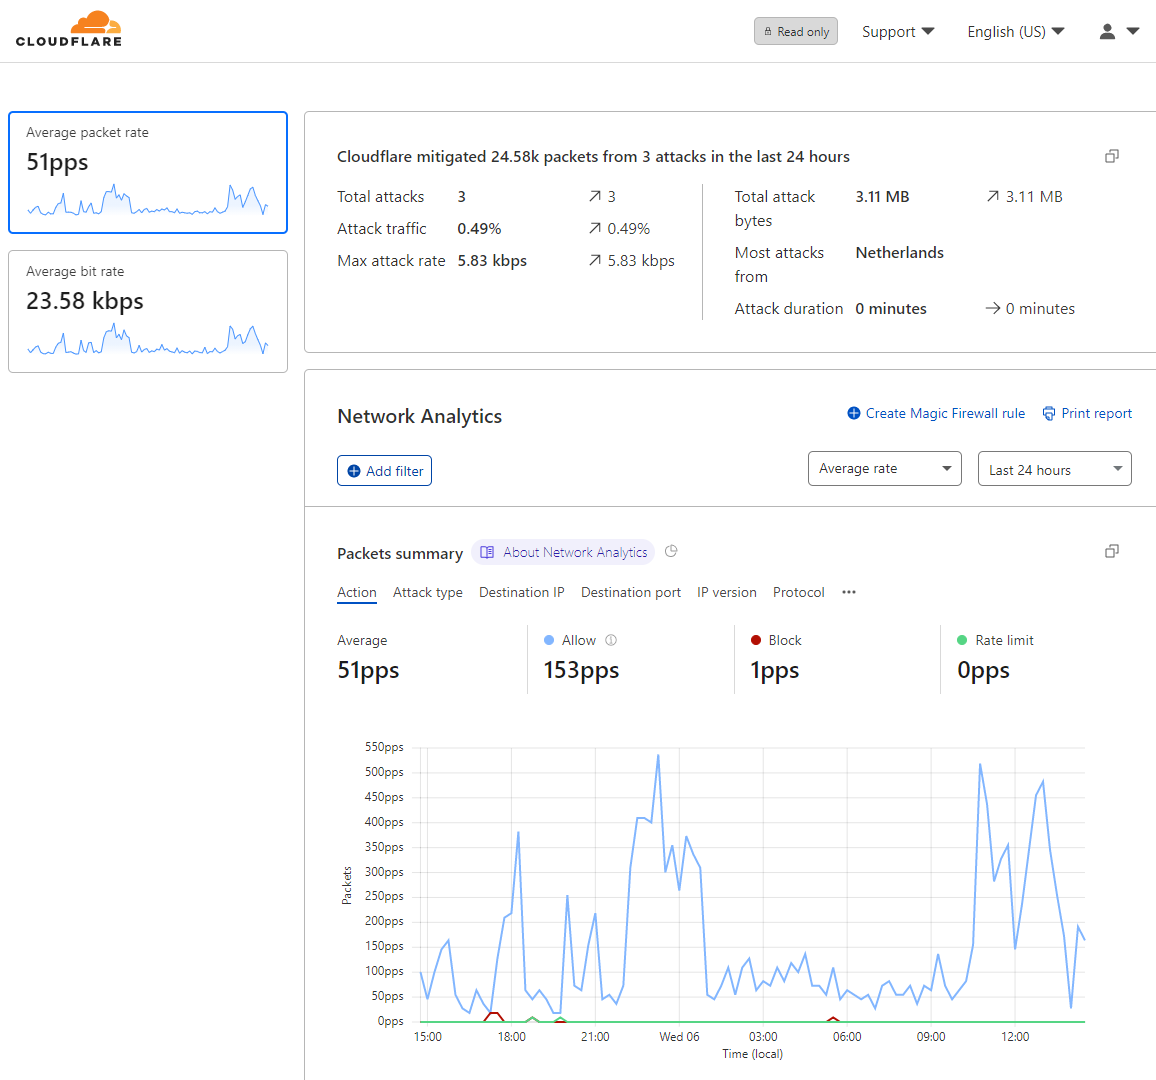 CLOUDFLARE
Read only
Support
English (US)
Average packet rate
51pps
Average bit rate
23.58 kbps
Cloudflare mitigated 24.58k packets from 3 attacks in the last 24 hours
Total attacks 3 3
Attack traffic 0.49% 0.49%
Max attack rate 5.83 kbps 5.83 kbps
Total attack bytes 3.11 MB 3.11 MB
Most attacks from Netherlands
Attack duration 0 minutes 0 minutes
Network Analytics
Create Magic Firewall rule
Print report
Add filter
Average rate
Last 24 hours
Packets summary
About Network Analytics
Action Attack type Destination IP Destination port IP version Protocol •••
Average
51pps
Allow
153pps
Block
1pps
Rate limit
0pps
Packets
550pps
500pps
450pps
400pps
350pps
300pps
250pps
200pps
150pps
100pps
50pps
0pps
15:00 18:00 21:00 Wed 06 03:00 06:00 09:00 12:00
Time (local)